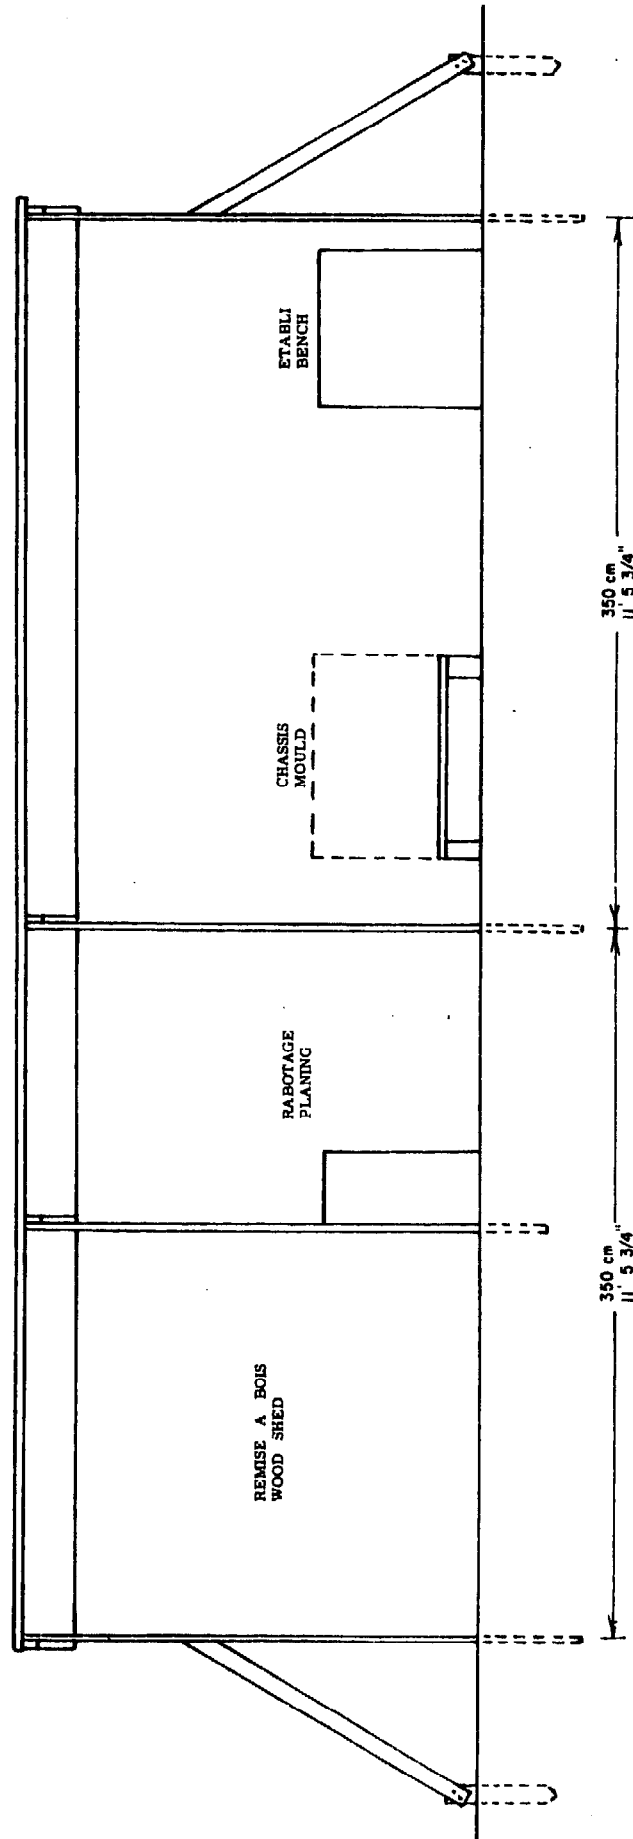 REMISE A BOIS
WOOD SHED
RABOTAGE
PLANING
CHASSIS
MOULD
ETABLI
BENCH
350 cm
11' 5 3/4"
350 cm
11' 5 3/4"